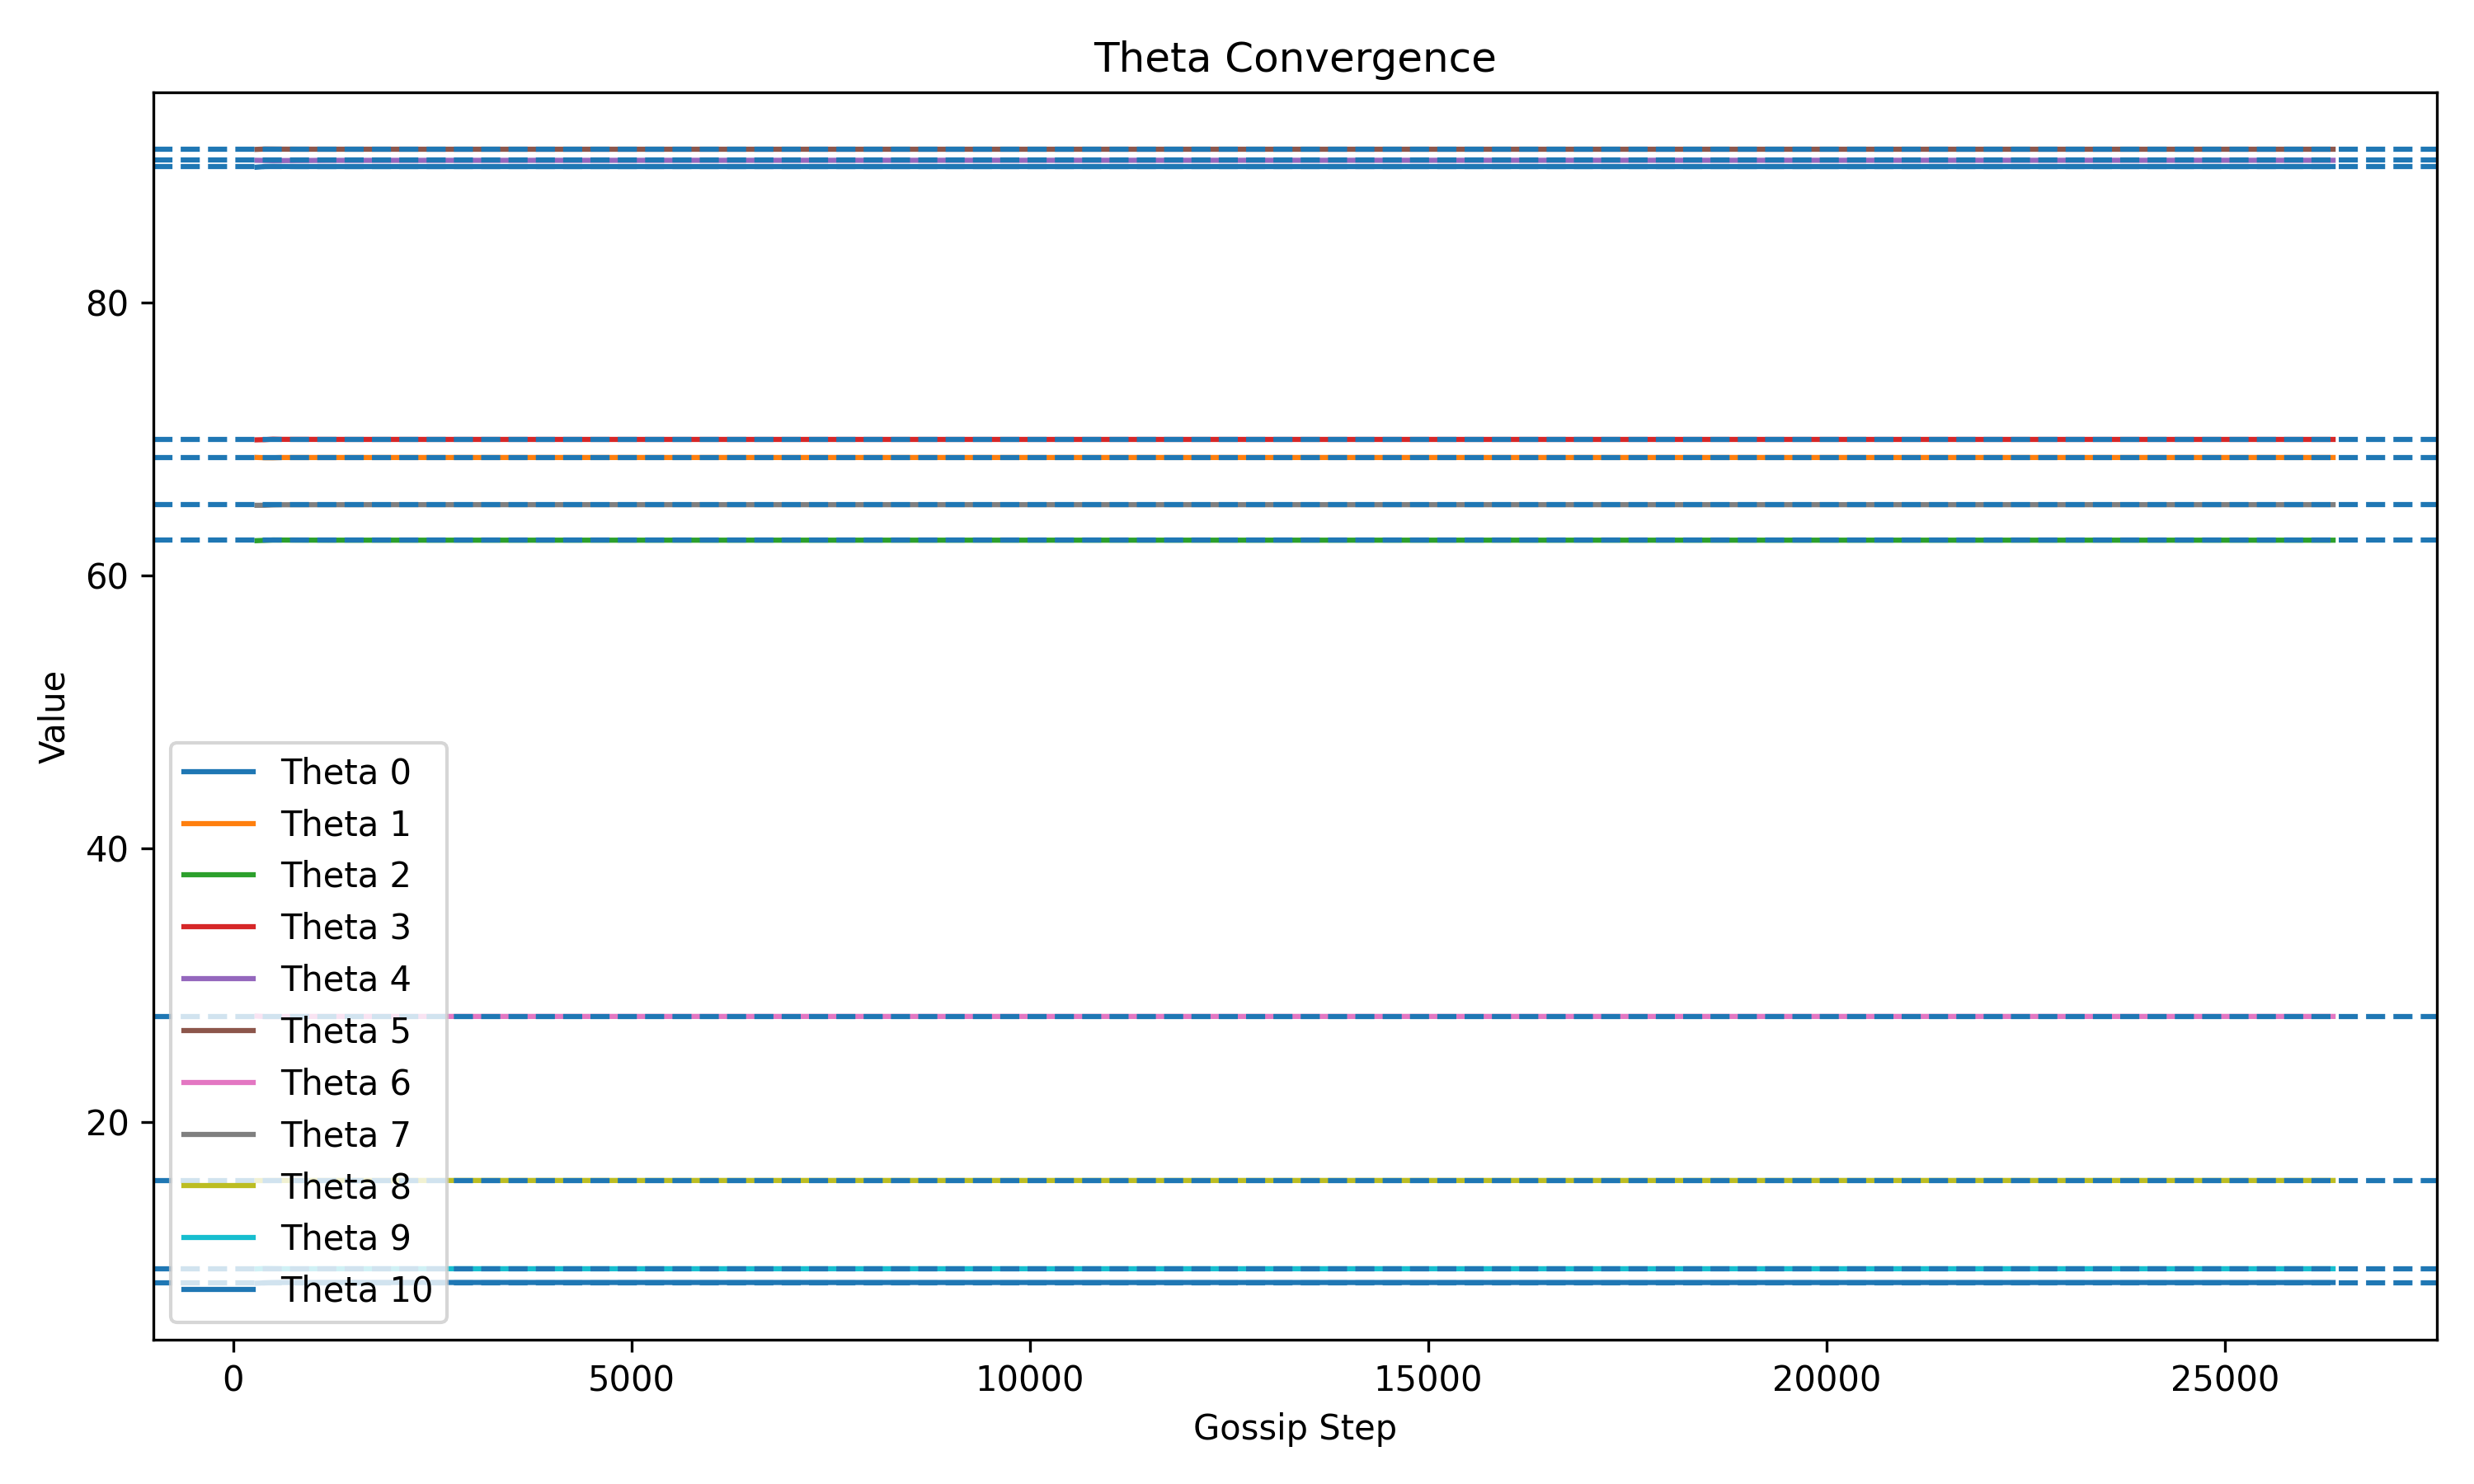 Theta Convergence
80
60
40
20
Value
Theta 0
Theta 1
Theta 2
Theta 3
Theta 4
Theta 5
Theta 6
Theta 7
Theta 8
Theta 9
Theta 10
0 5000 10000 15000 20000 25000
Gossip Step